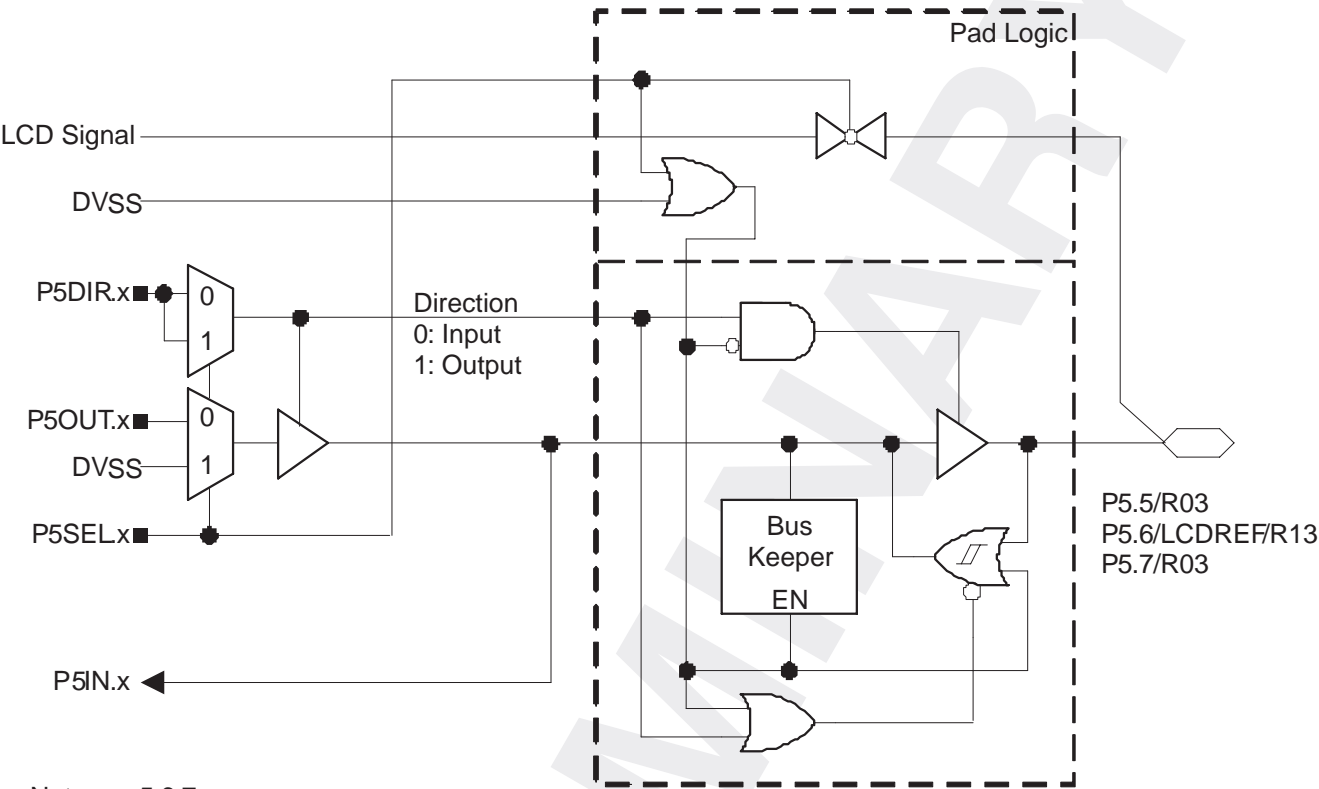 Pad Logic
LCD Signal
DVSS
P5DIR.x
0
1
Direction
0: Input
1: Output
P5OUT.x
0
DVSS
1
P5SEL.x
Bus
Keeper
EN
P5.5/R03
P5.6/LCDREF/R13
P5.7/R03
P5IN.x